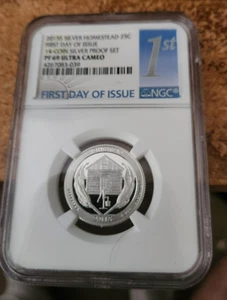 2015S SILVER HOMESTEAD 25C
FIRST DAY OF ISSUE
14-COIN SILVER PROOF SET
PF 69 ULTRA CAMEO
1st
FIRST DAY OF ISSUE
NGC
2015